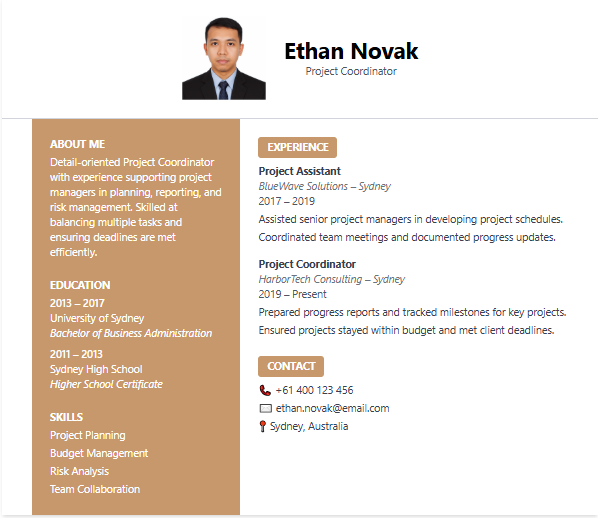 Ethan Novak
Project Coordinator
ABOUT ME
Detail-oriented Project Coordinator
with experience supporting project
managers in planning, reporting, and
risk management. Skilled at
balancing multiple tasks and
ensuring deadlines are met
efficiently.
EDUCATION
2013 – 2017
University of Sydney
Bachelor of Business Administration
2011 – 2013
Sydney High School
Higher School Certificate
SKILLS
Project Planning
Budget Management
Risk Analysis
Team Collaboration
EXPERIENCE
Project Assistant
BlueWave Solutions – Sydney
2017 – 2019
Assisted senior project managers in developing project schedules.
Coordinated team meetings and documented progress updates.
Project Coordinator
HarborTech Consulting – Sydney
2019 – Present
Prepared progress reports and tracked milestones for key projects.
Ensured projects stayed within budget and met client deadlines.
CONTACT
+61 400 123 456
ethan.novak@email.com
Sydney, Australia